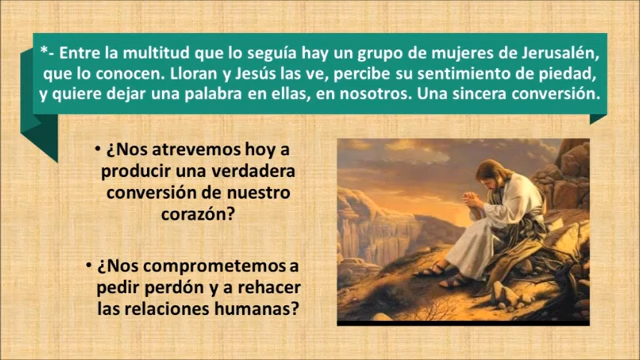 *- Entre la multitud que lo seguía hay un grupo de mujeres de Jerusalén,
que lo conocen. Lloran y Jesús las ve, percibe su sentimiento de piedad,
y quiere dejar una palabra en ellas, en nosotros. Una sincera conversión.
• ¿Nos atrevemos hoy a
producir una verdadera
conversión de nuestro
corazón?
• ¿Nos comprometemos a
pedir perdón y a rehacer
las relaciones humanas?